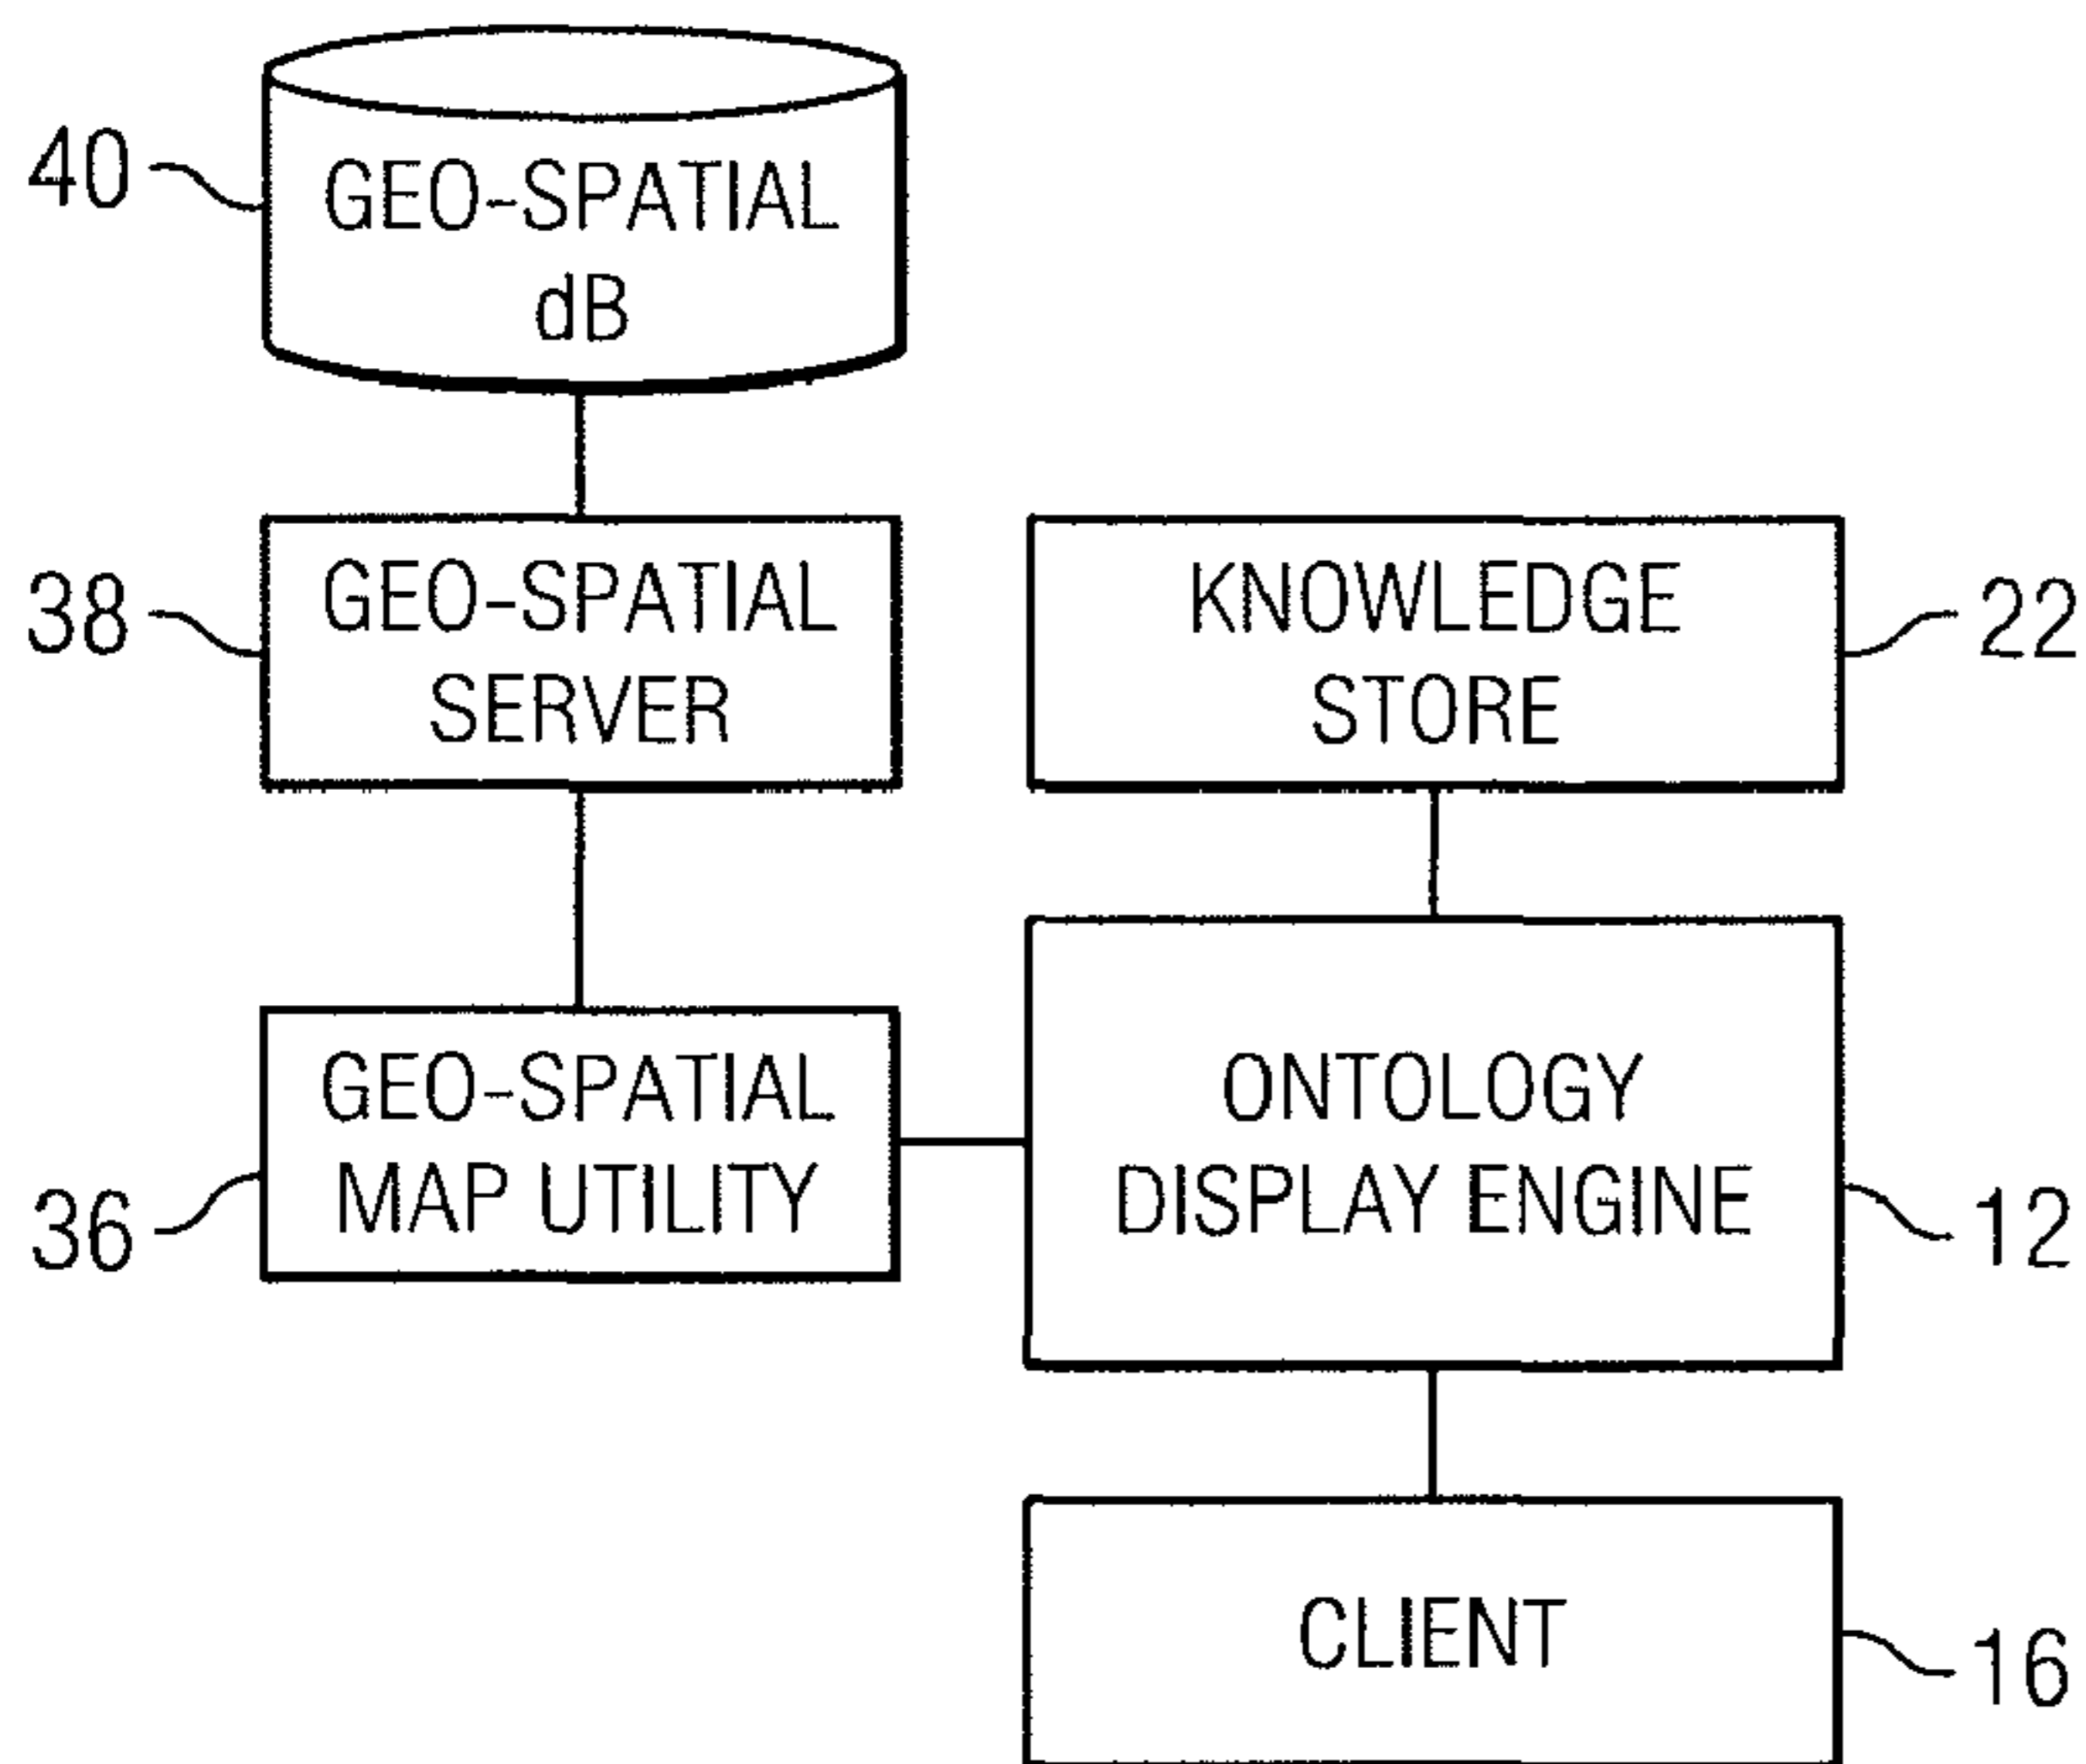 40
GEO-SPATIAL
dB
38
GEO-SPATIAL
SERVER
KNOWLEDGE
STORE
22
36
GEO-SPATIAL
MAP UTILITY
ONTOLOGY
DISPLAY ENGINE
12
CLIENT
16